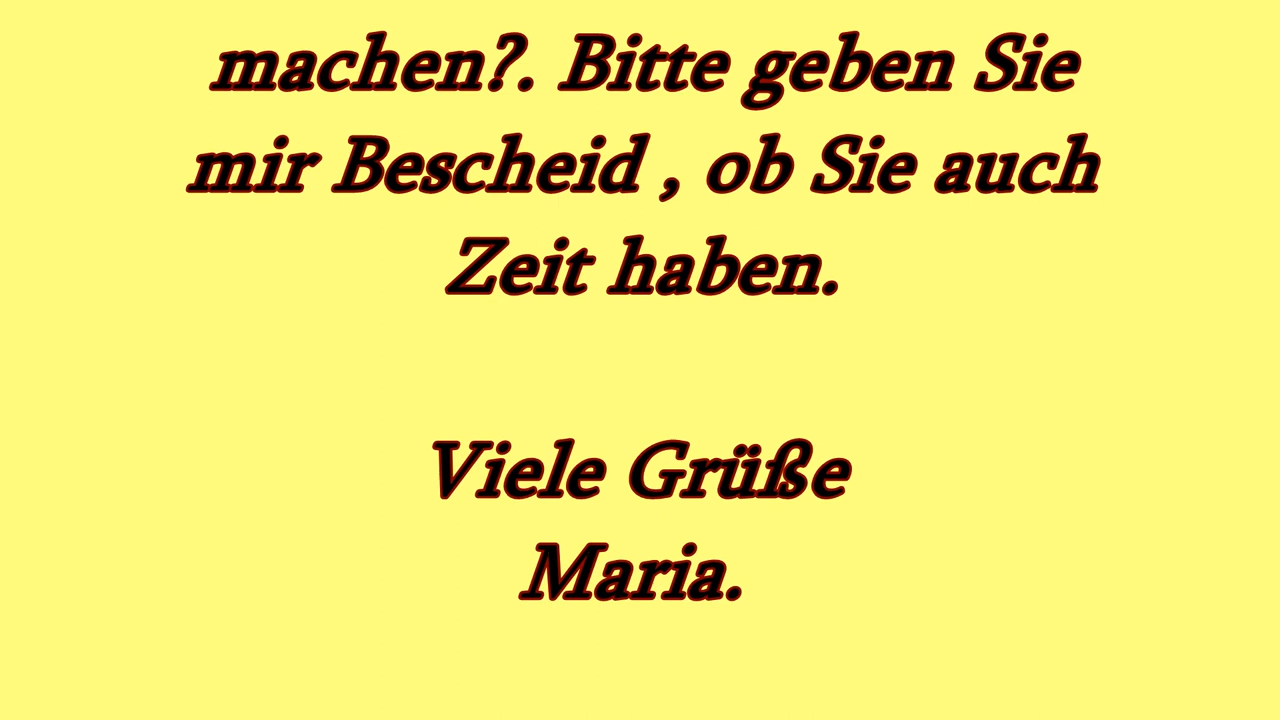 machen?. Bitte geben Sie
mir Bescheid , ob Sie auch
Zeit haben.
Viele Grüße
Maria.